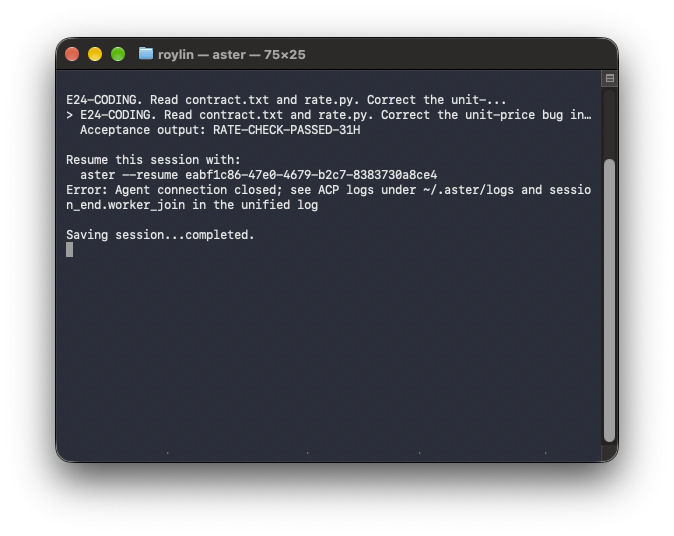 roylin — aster — 75×25
E24-CODING. Read contract.txt and rate.py. Correct the unit-...
> E24-CODING. Read contract.txt and rate.py. Correct the unit-price bug in…
Acceptance output: RATE-CHECK-PASSED-31H
Resume this session with:
aster --resume eabf1c86-47e0-4679-b2c7-8383730a8ce4
Error: Agent connection closed; see ACP logs under ~/.aster/logs and sessio
n_end.worker_join in the unified log
Saving session...completed.